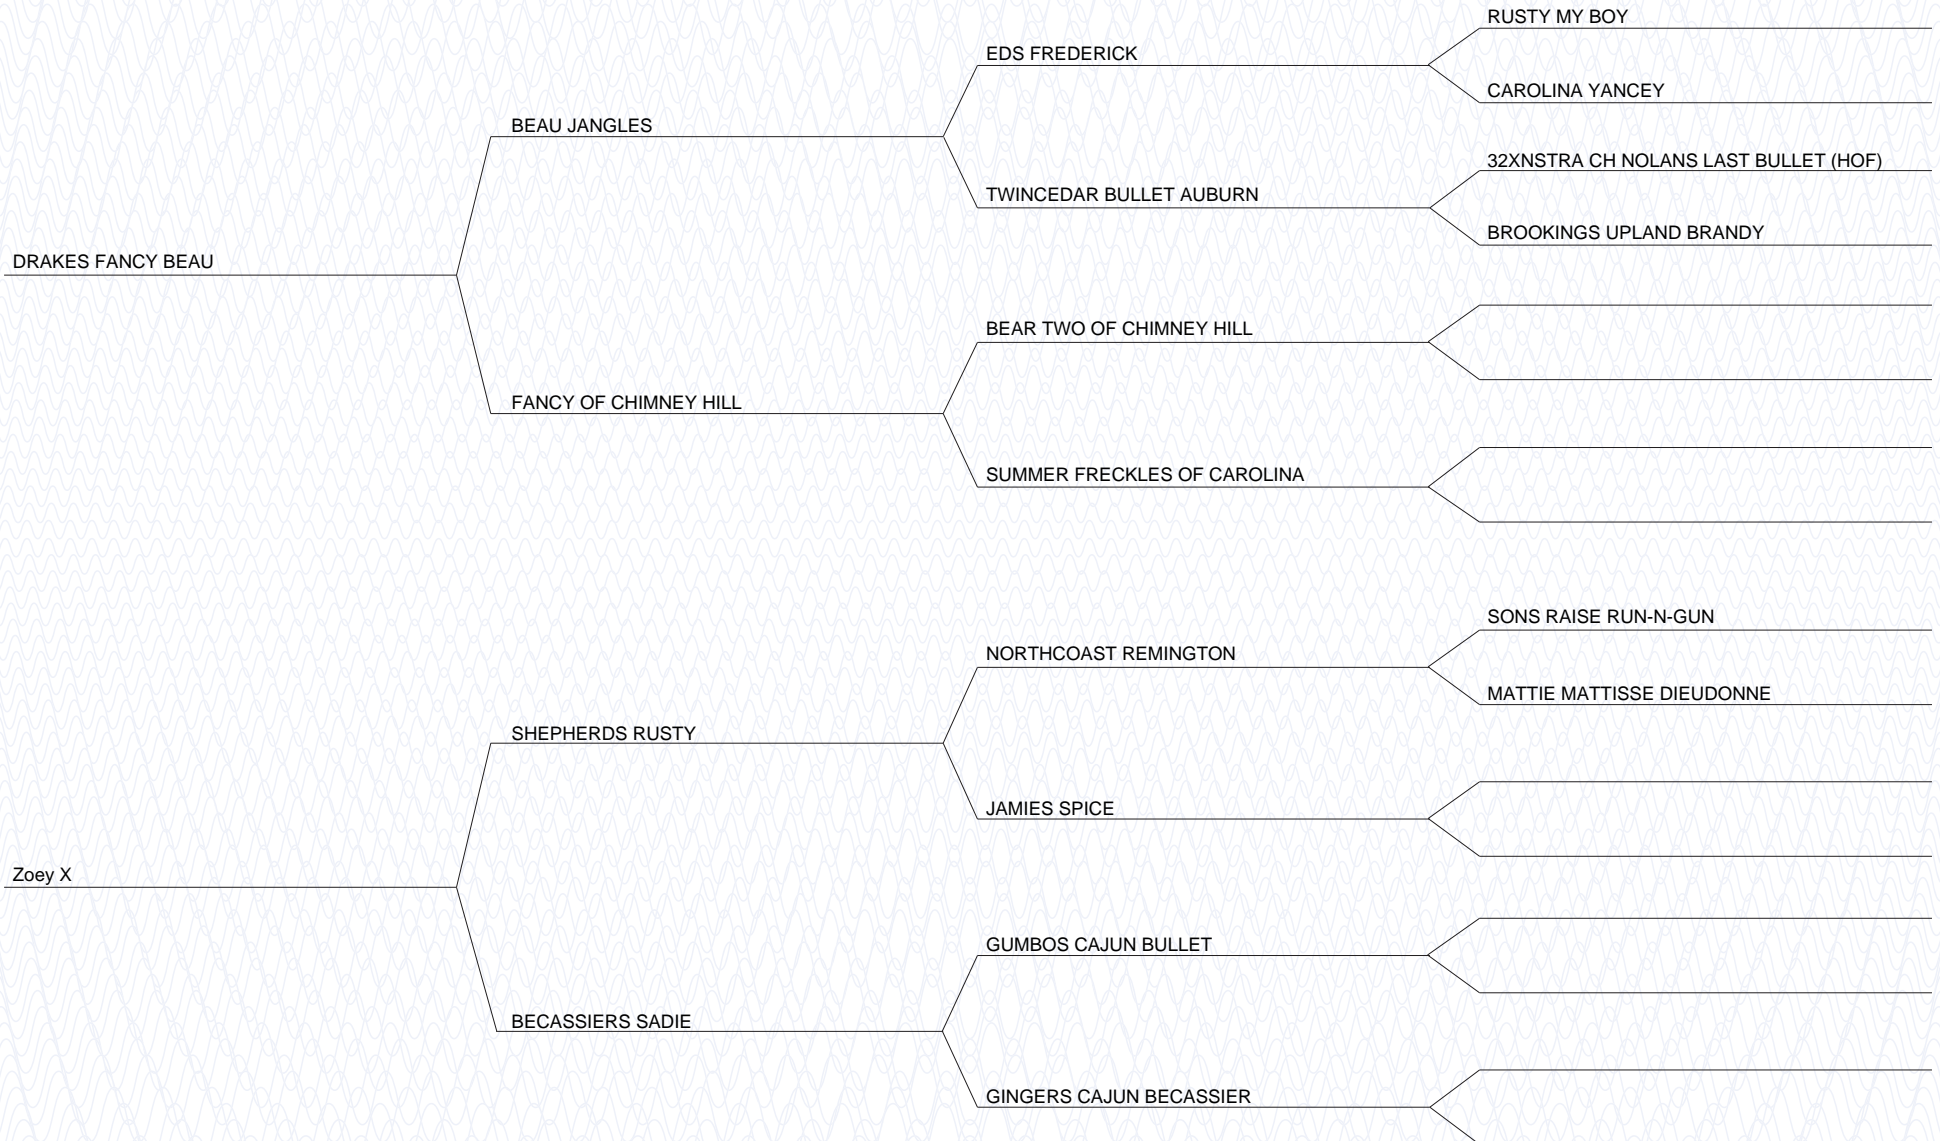 RUSTY MY BOY
EDS FREDERICK
CAROLINA YANCEY
BEAU JANGLES
32XNSTRA CH NOLANS LAST BULLET (HOF)
TWINCEDAR BULLET AUBURN
BROOKINGS UPLAND BRANDY
DRAKES FANCY BEAU
BEAR TWO OF CHIMNEY HILL
FANCY OF CHIMNEY HILL
SUMMER FRECKLES OF CAROLINA
SONS RAISE RUN-N-GUN
NORTHCOAST REMINGTON
MATTIE MATTISSE DIEUDONNE
SHEPHERDS RUSTY
JAMIES SPICE
Zoey X
GUMBOS CAJUN BULLET
BECASSIERS SADIE
GINGERS CAJUN BECASSIER